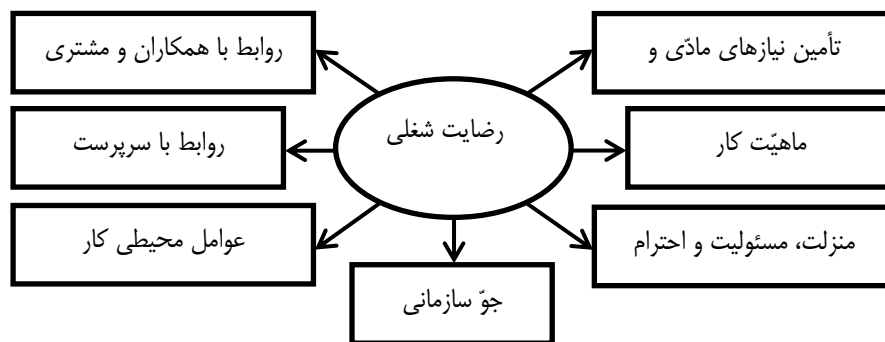 تأمین نیازهای مادّی و
روابط با همکاران و مشتری
رضایت شغلی
ماهیّت کار
روابط با سرپرست
منزلت، مسئولیت و احترام
عوامل محیطی کار
جوّ سازمانی